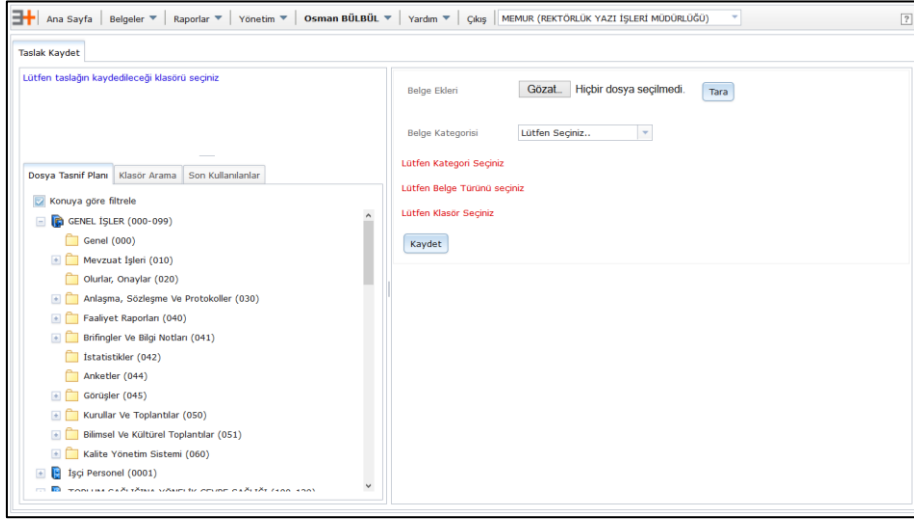 Ana Sayfa | Belgeler | Raporlar | Yönetim | Osman BÜLBÜL | Yardım | Çıkış | MEMUR (REKTÖRLÜK YAZI İŞLERİ MÜDÜRLÜĞÜ) ?
Taslak Kaydet
Lütfen taslağın kaydedileceği klasörü seçiniz
Dosya Tasnif Planı Klasör Arama Son Kullanılanlar
Konuya göre filtrele
GENEL İŞLER (000-099)
Genel (000)
Mevzuat İşleri (010)
Olurlar, Onaylar (020)
Anlaşma, Sözleşme Ve Protokoller (030)
Faaliyet Raporları (040)
Brifingler Ve Bilgi Notları (041)
İstatistikler (042)
Anketler (044)
Görüşler (045)
Kurullar Ve Toplantılar (050)
Bilimsel Ve Kültürel Toplantılar (051)
Kalite Yönetim Sistemi (060)
İşçi Personel (0001)
TOPLUM SAĞLIĞINA YÖNELİK ÇEVRE SAĞLIĞI
Belge Ekleri Gözat.. Hiçbir dosya seçilmedi. Tara
Belge Kategorisi Lütfen Seçiniz..
Lütfen Kategori Seçiniz
Lütfen Belge Türünü seçiniz
Lütfen Klasör Seçiniz
Kaydet